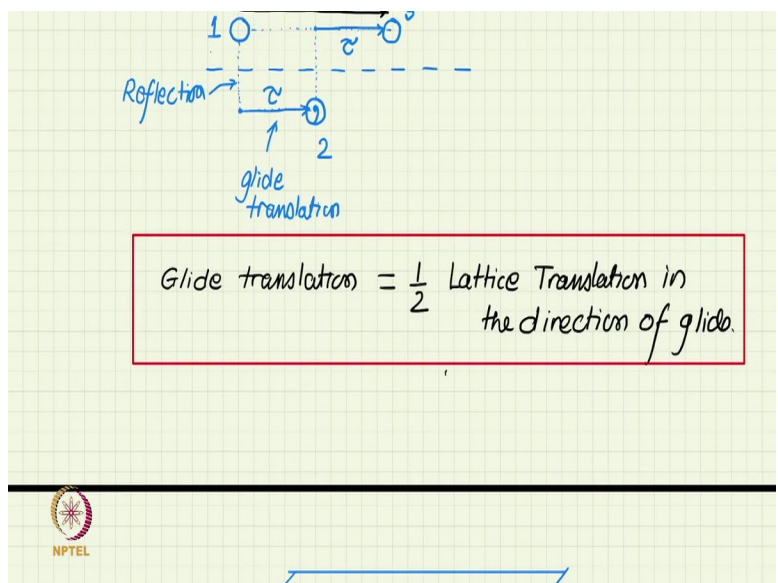 1
τ
Reflection
τ
2
glide
translation
Glide translation = 1/2 Lattice Translation in
the direction of glide.
NPTEL